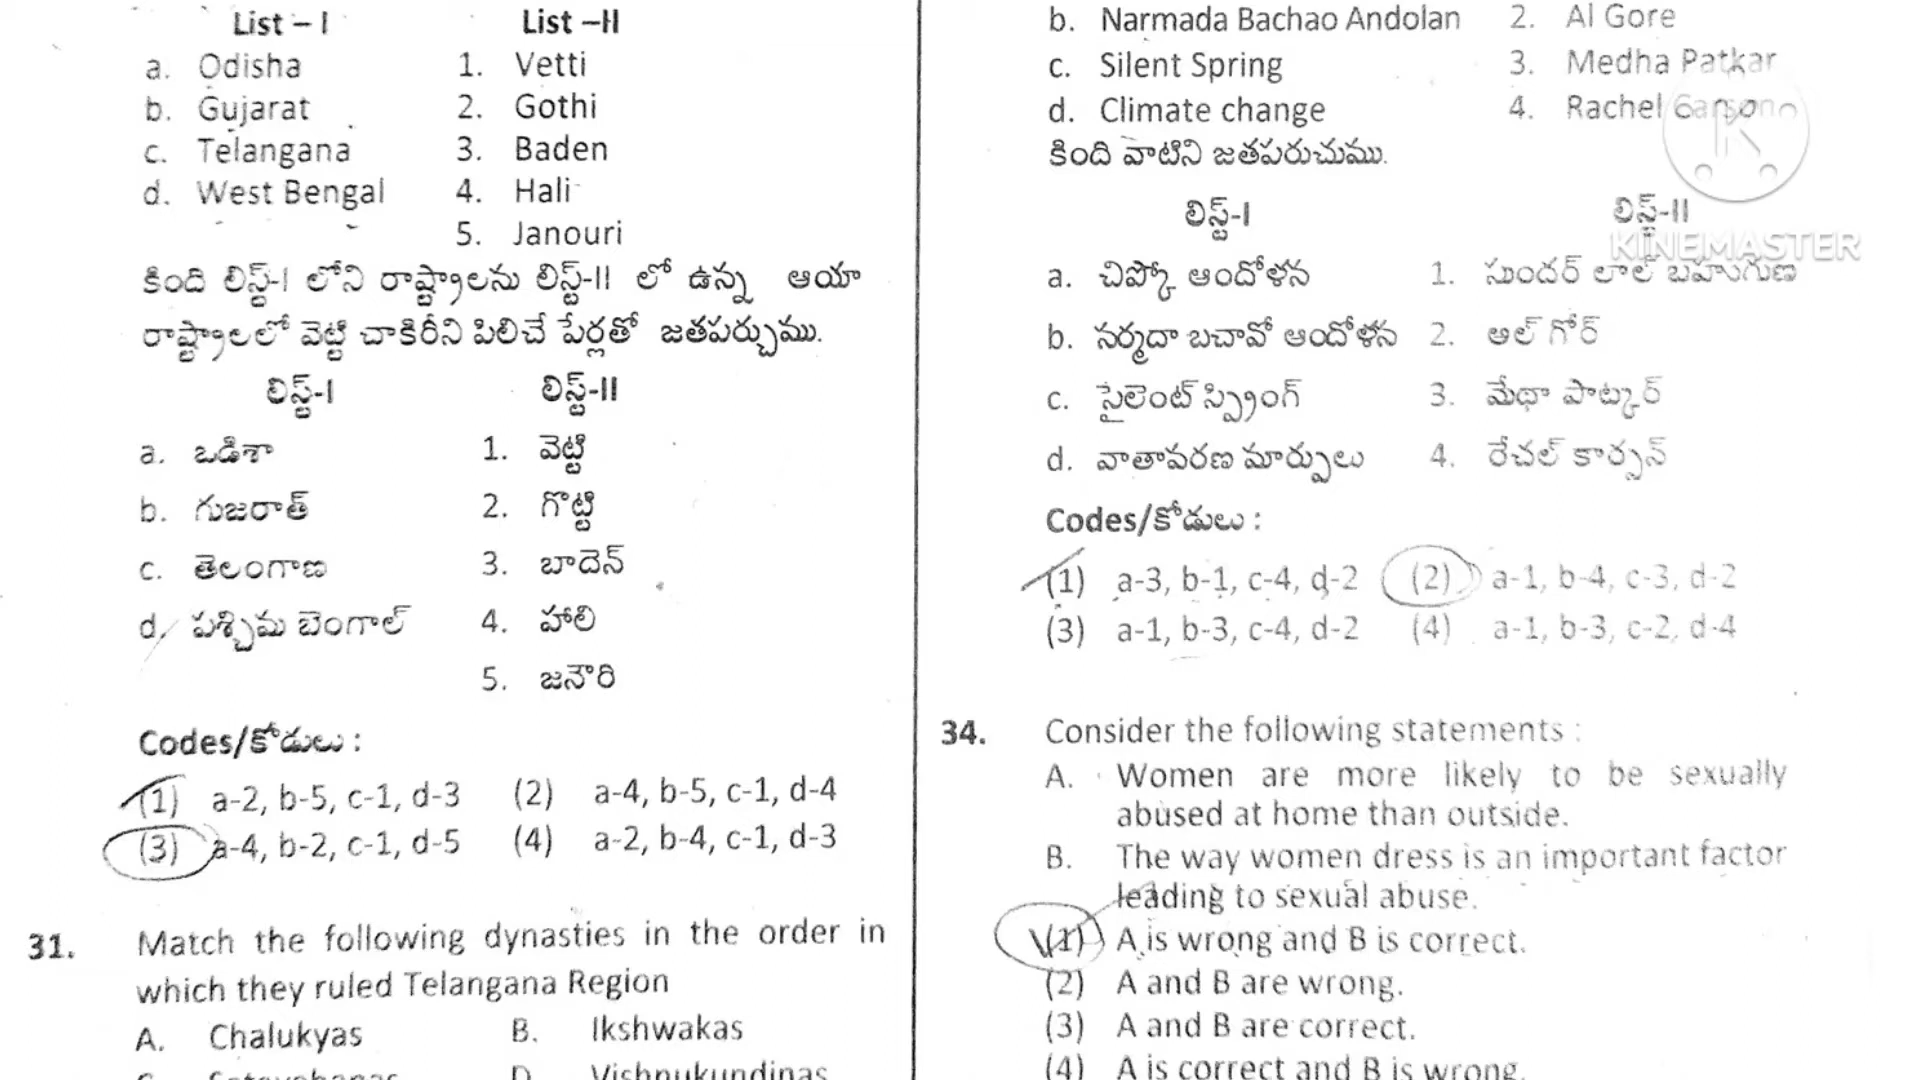 List – I List –II
a. Odisha 1. Vetti
b. Gujarat 2. Gothi
c. Telangana 3. Baden
d. West Bengal 4. Hali
5. Janouri
కింది లిస్ట్-I లోని రాష్ట్రాలను లిస్ట్-II లో ఉన్న ఆయా
రాష్ట్రాలలో వెట్టి చాకిరీని పిలిచే పేర్లతో జతపర్చుము.
లిస్ట్-I లిస్ట్-II
a. ఒడిశా 1. వెట్టి
b. గుజరాత్ 2. గొట్టి
c. తెలంగాణ 3. బాదెన్
d. పశ్చిమ బెంగాల్ 4. హాలి
5. జనౌరి
Codes/కోడులు :
(1) a-2, b-5, c-1, d-3 (2) a-4, b-5, c-1, d-4
(3) a-4, b-2, c-1, d-5 (4) a-2, b-4, c-1, d-3
31. Match the following dynasties in the order in
which they ruled Telangana Region
A. Chalukyas B. Ikshwakas
Vishnukundinas
b. Narmada Bachao Andolan 2. Al Gore
c. Silent Spring 3. Medha Patkar
d. Climate change 4. Rachel Carson
కింది వాటిని జతపరుచుము.
లిస్ట్-I లిస్ట్-II
KINEMASTER
a. చిప్కో ఆందోళన 1. సుందర్ లాల్ బహుగుణ
b. నర్మదా బచావో ఆందోళన 2. ఆల్ గోర్
c. సైలెంట్ స్ప్రింగ్ 3. మేథా పాట్కర్
d. వాతావరణ మార్పులు 4. రేచల్ కార్సన్
Codes/కోడులు :
(1) a-3, b-1, c-4, d-2 (2) a-1, b-4, c-3, d-2
(3) a-1, b-3, c-4, d-2 (4) a-1, b-3, c-2, d-4
34. Consider the following statements :
A. Women are more likely to be sexually
abused at home than outside.
B. The way women dress is an important factor
leading to sexual abuse.
(1) A is wrong and B is correct.
(2) A and B are wrong.
(3) A and B are correct.
(4) A is correct and B is wrong.